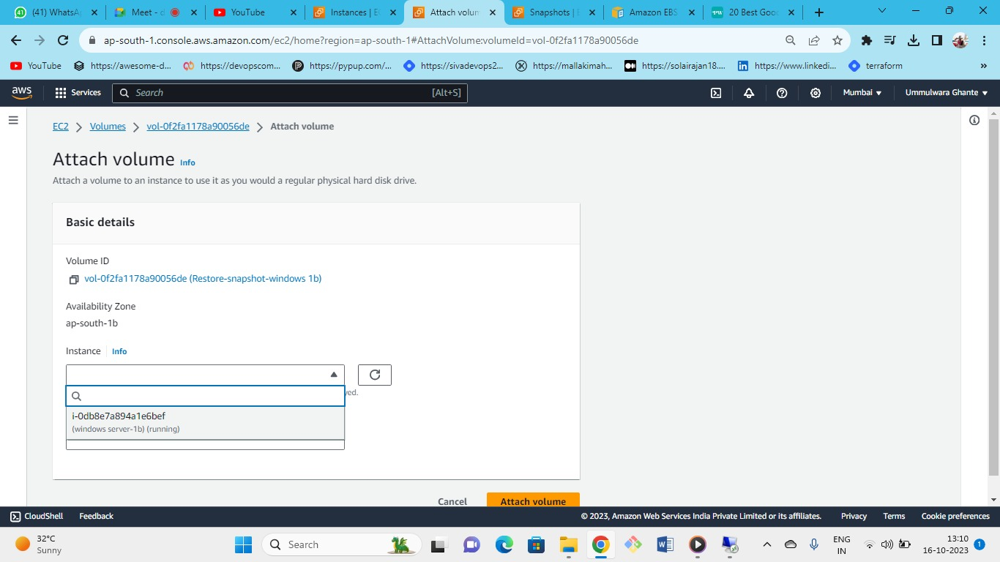 (41) WhatsA
Meet - d
YouTube
Instances | E
Attach volum
Snapshots | E
Amazon EBS
20 Best Goo
ap-south-1.console.aws.amazon.com/ec2/home?region=ap-south-1#AttachVolume:volumeId=vol-0f2fa1178a90056de
YouTube
https://awesome-d...
https://devopscom...
https://pypup.com/...
https://sivadevops2...
https://mallakimah...
https://solairajan18....
https://www.linkedi...
terraform
»
aws
Services
Search
[Alt+S]
Mumbai
Ummulwara Ghante
EC2 > Volumes > vol-0f2fa1178a90056de > Attach volume
Attach volume Info
Attach a volume to an instance to use it as you would a regular physical hard disk drive.
Basic details
Volume ID
vol-0f2fa1178a90056de (Restore-snapshot-windows 1b)
Availability Zone
ap-south-1b
Instance Info
ved.
i-0db8e7a894a1e6bef
(windows server-1b) (running)
Cancel
Attach volume
CloudShell
Feedback
© 2023, Amazon Web Services India Private Limited or its affiliates.
Privacy
Terms
Cookie preferences
32°C
Sunny
Search
ENG
IN
13:10
16-10-2023
1